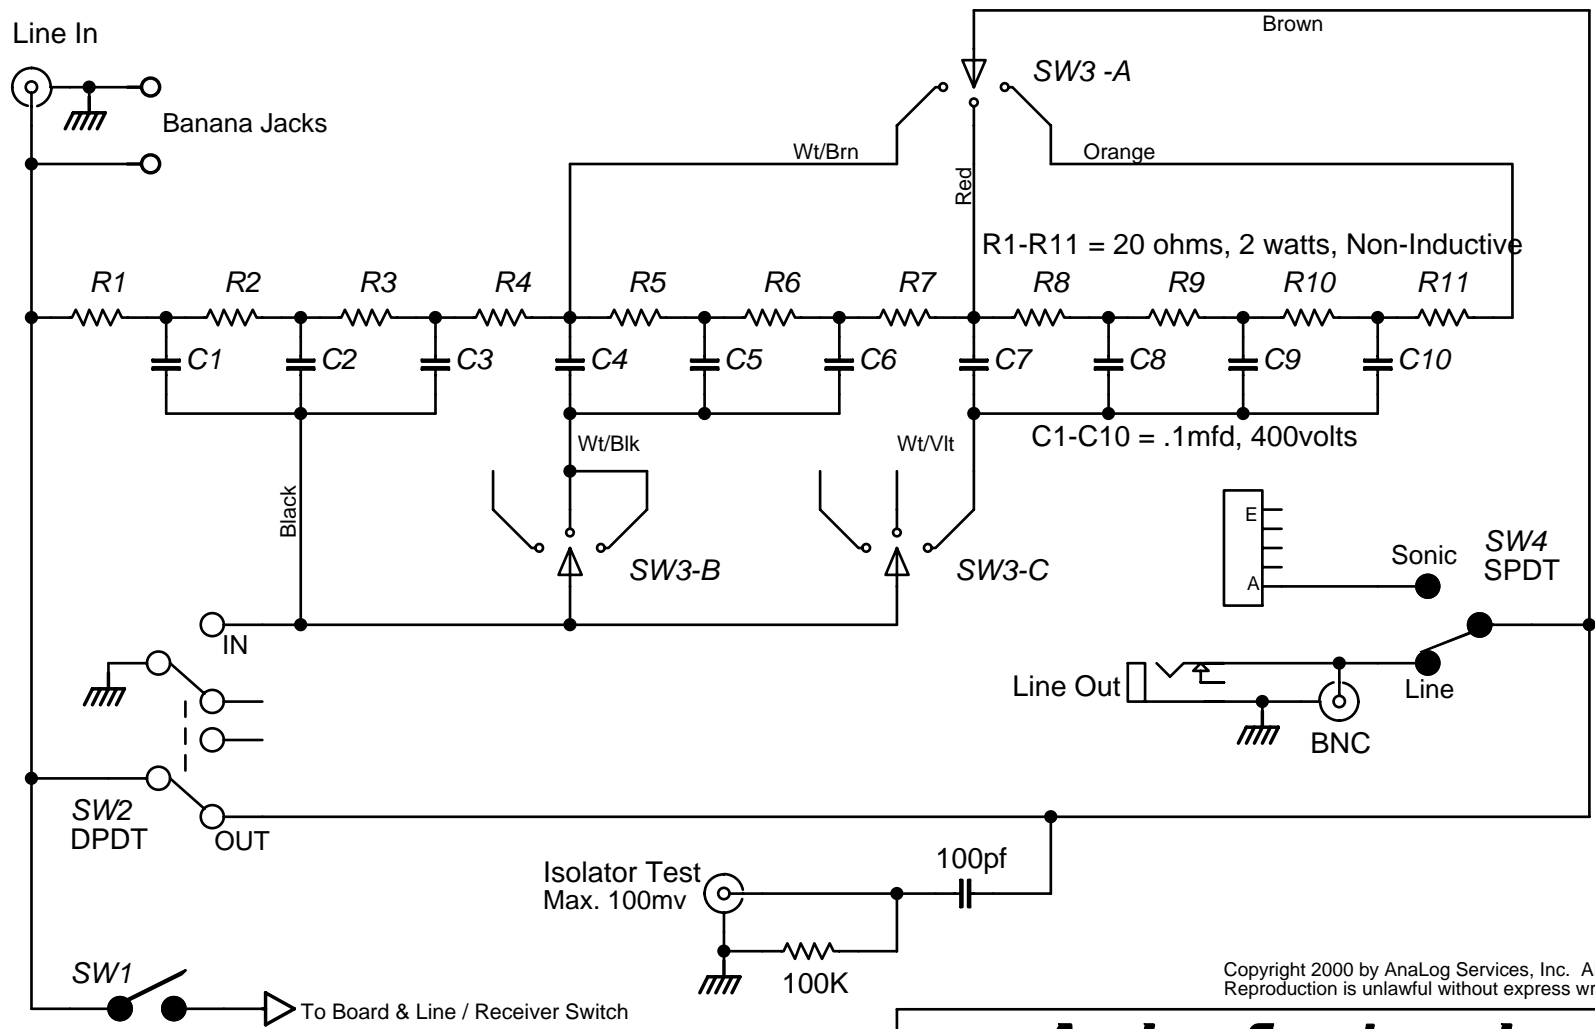 Line In
Brown
SW3 -A
Banana Jacks
Wt/Brn
Orange
Red
R1-R11 = 20 ohms, 2 watts, Non-Inductive
R1 R2 R3 R4 R5 R6 R7 R8 R9 R10 R11
C1 C2 C3 C4 C5 C6 C7 C8 C9 C10
C1-C10 = .1mfd, 400volts
Wt/Blk
Wt/Vlt
Black
SW3-B
SW3-C
E
A
Sonic
SW4
SPDT
IN
Line Out
Line
BNC
SW2
DPDT
OUT
Isolator Test
Max. 100mv
100pf
100K
SW1
To Board & Line / Receiver Switch
Copyright 2000 by AnaLog Services, Inc. A
Reproduction is unlawful without express wr